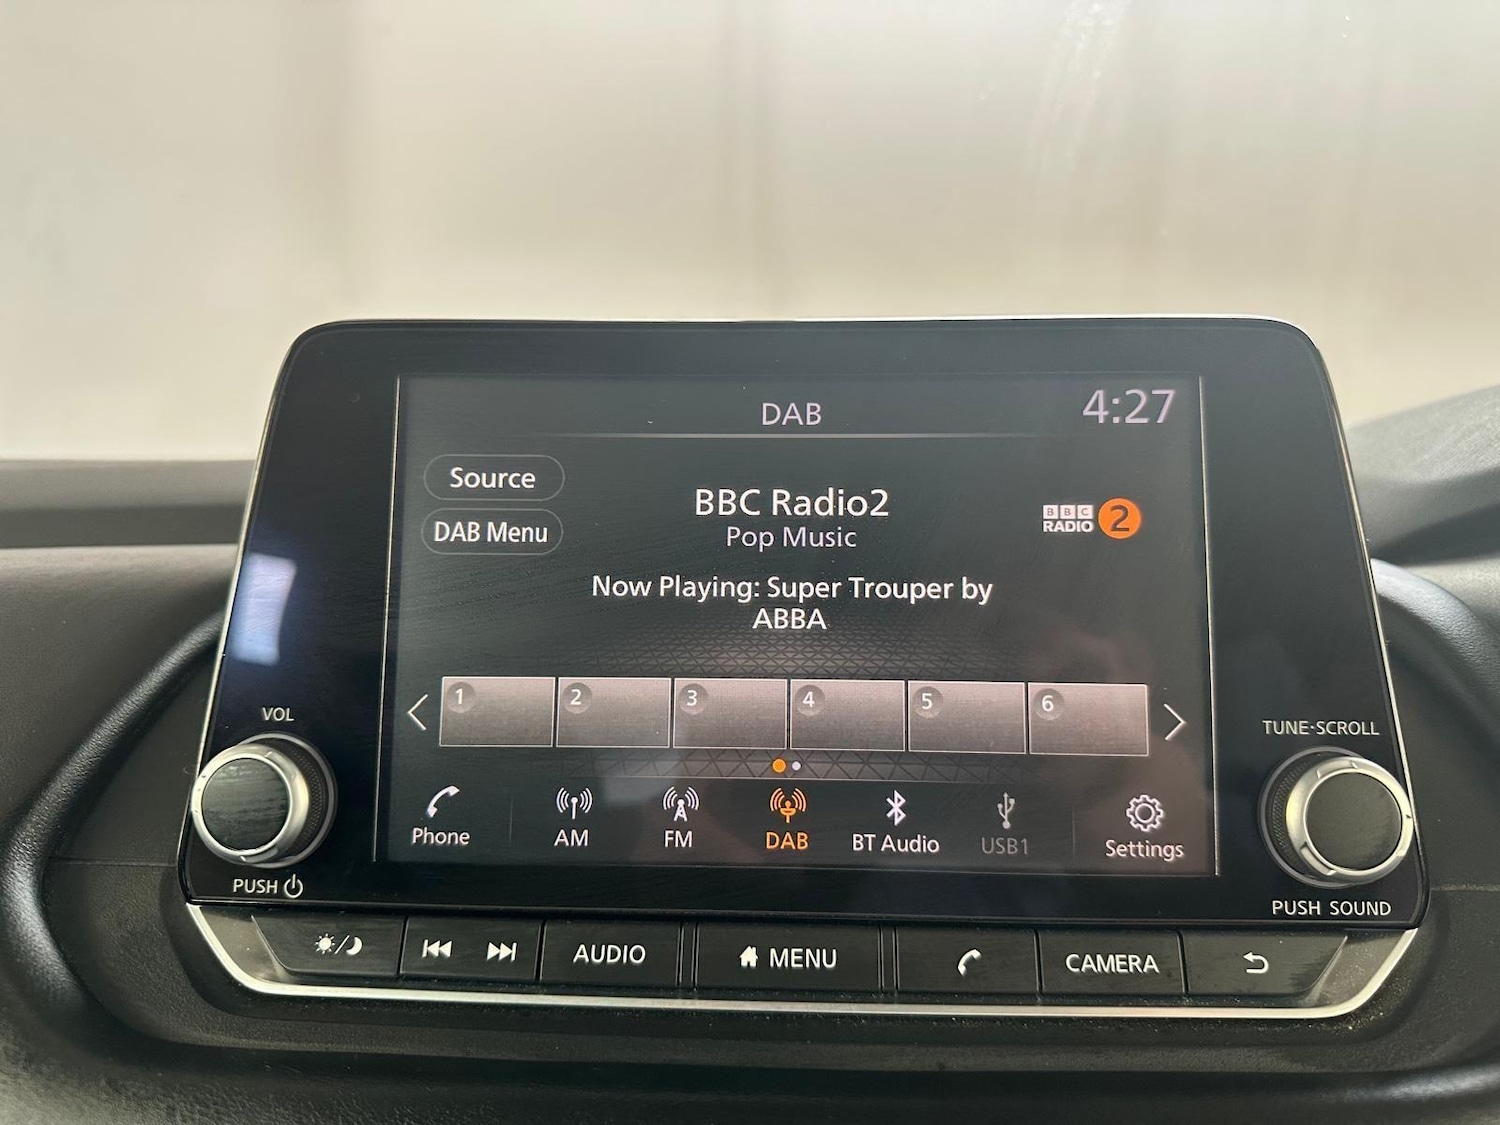 DAB
4:27
Source
BBC Radio2
DAB Menu
Pop Music
BBC
RADIO 2
Now Playing: Super Trouper by
ABBA
1 2 3 4 5 6
Phone AM FM DAB BT Audio USB1 Settings
VOL
TUNE·SCROLL
PUSH
PUSH SOUND
AUDIO MENU CAMERA